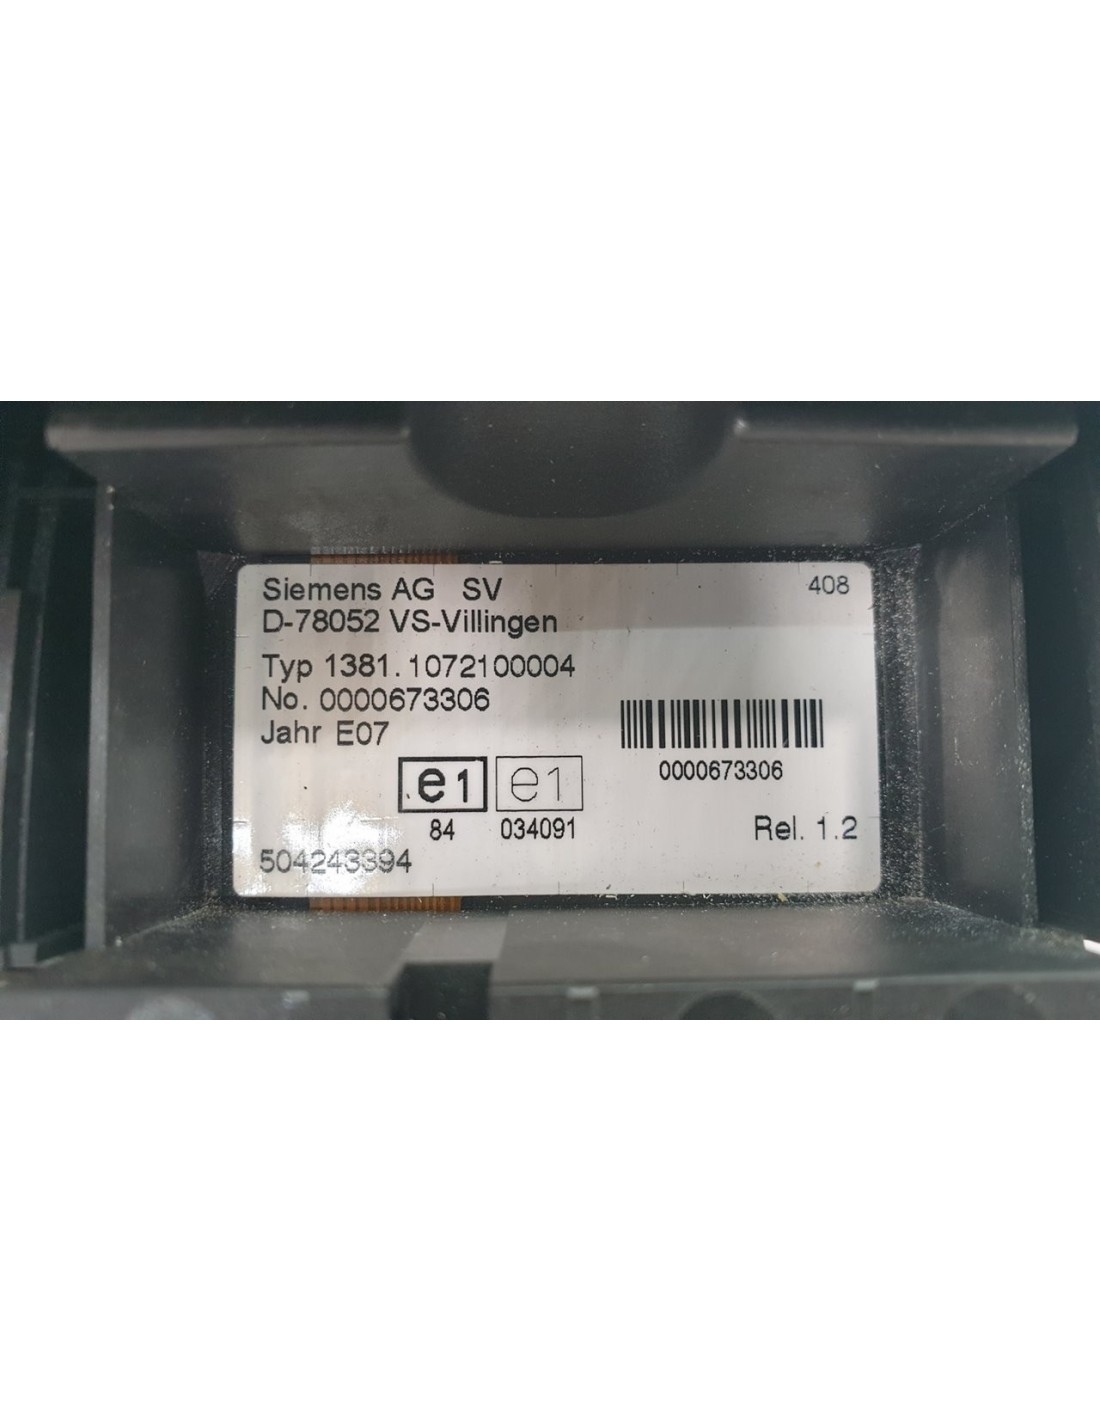 Siemens AG SV 408
D-78052 VS-Villingen
Typ 1381.1072100004
No. 0000673306
Jahr E07
0000673306
e1 e1
84 034091
Rel. 1.2
504243394